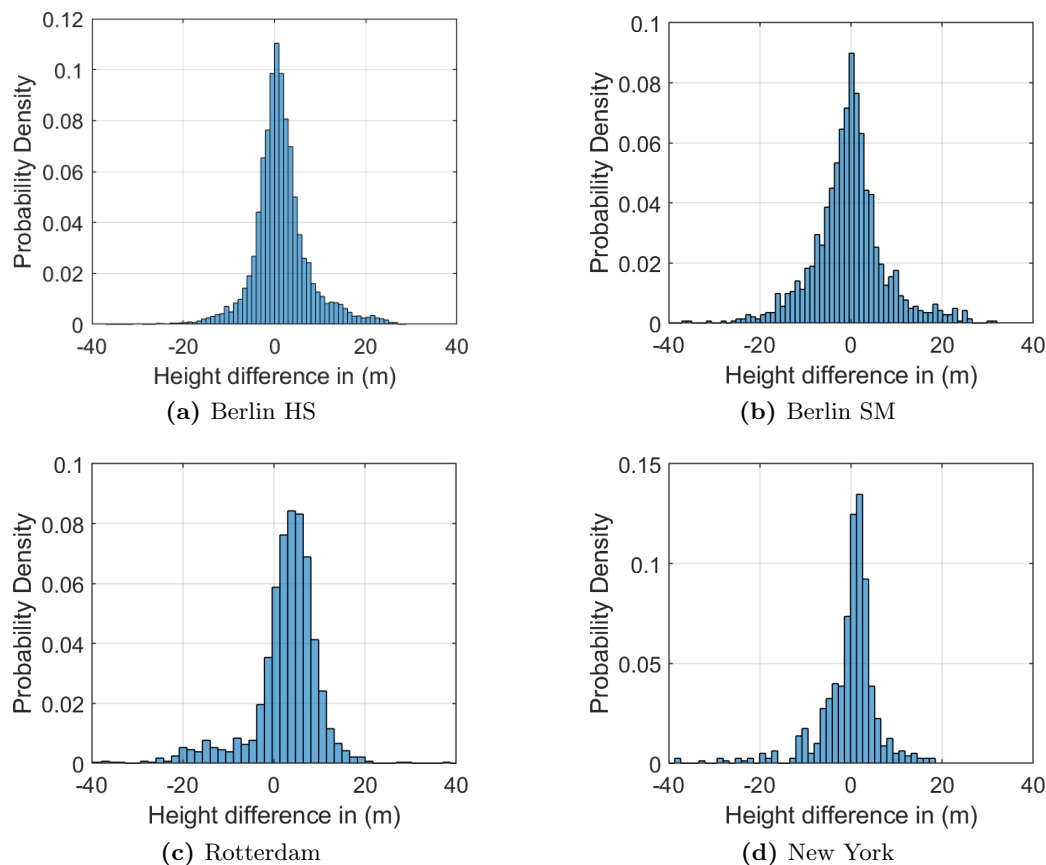 0.12
0.1
0.08
0.06
0.04
0.02
0
Probability Density
-40 -20 0 20 40
Height difference in (m)
(a) Berlin HS
0.1
0.08
0.06
0.04
0.02
0
Probability Density
-40 -20 0 20 40
Height difference in (m)
(b) Berlin SM
0.1
0.08
0.06
0.04
0.02
0
Probability Density
-40 -20 0 20 40
Height difference in (m)
(c) Rotterdam
0.15
0.1
0.05
0
Probability Density
-40 -20 0 20 40
Height difference in (m)
(d) New York